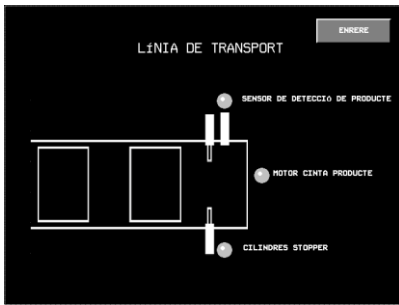 ENRERE
LÍNIA DE TRANSPORT
SENSOR DE DETECCIÓ DE PRODUCTE
MOTOR CINTA PRODUCTE
CILINDRES STOPPER